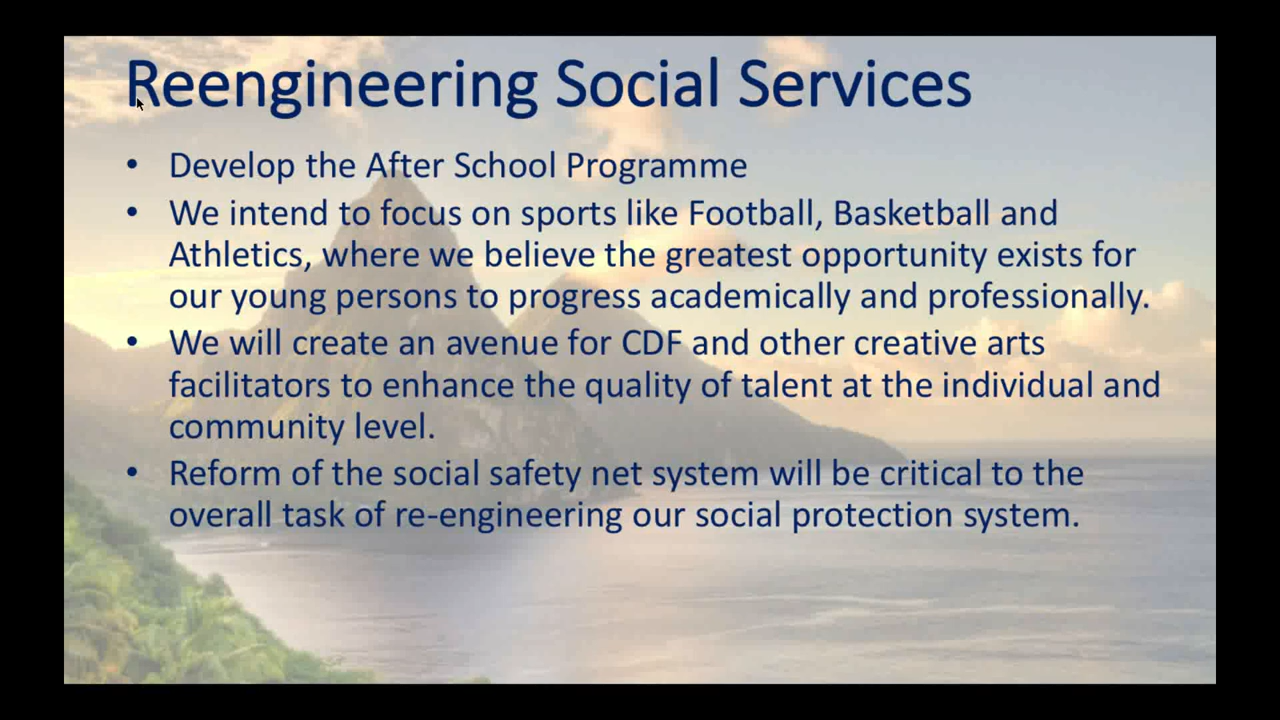 Reengineering Social Services
• Develop the After School Programme
• We intend to focus on sports like Football, Basketball and
Athletics, where we believe the greatest opportunity exists for
our young persons to progress academically and professionally.
• We will create an avenue for CDF and other creative arts
facilitators to enhance the quality of talent at the individual and
community level.
• Reform of the social safety net system will be critical to the
overall task of re-engineering our social protection system.